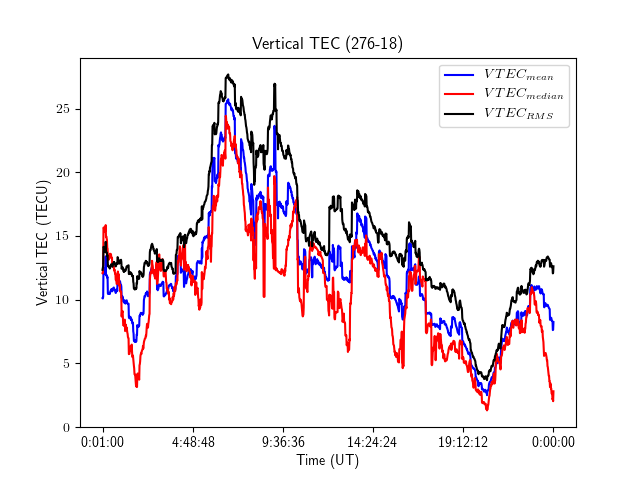 Vertical TEC (276-18)
VTEC_mean
VTEC_median
VTEC_RMS
Vertical TEC (TECU)
25
20
15
10
5
0
0:01:00 4:48:48 9:36:36 14:24:24 19:12:12 0:00:00
Time (UT)